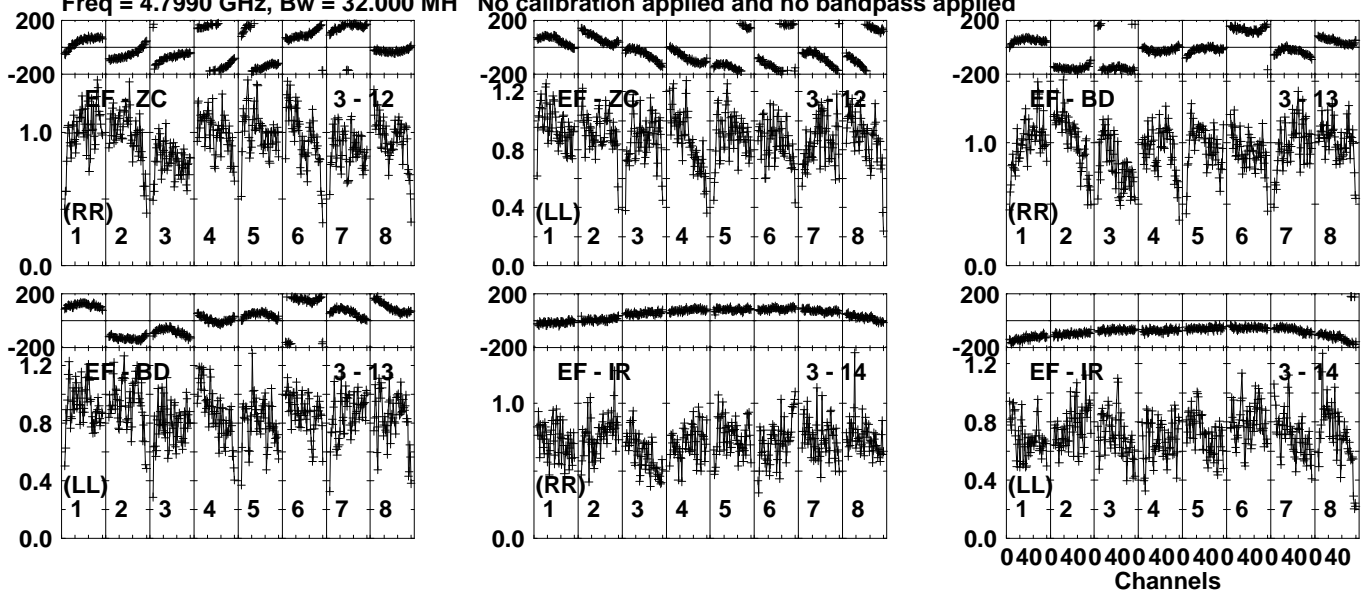 Freq = 4.7990 GHz, Bw = 32.000 MH No calibration applied and no bandpass applied
200
-200
EF - ZC 3 - 12
1.0
(RR)
1 2 3 4 5 6 7 8
0.0
200
-200
1.2
EF - ZC 3 - 12
0.8
0.4
(LL)
1 2 3 4 5 6 7 8
0.0
200
-200
EF - BD 3 - 13
1.0
(RR)
1 2 3 4 5 6 7 8
0.0
200
-200
1.2
EF - BD 3 - 13
0.8
0.4
(LL)
1 2 3 4 5 6 7 8
0.0
200
-200
EF - IR 3 - 14
1.0
(RR)
1 2 3 4 5 6 7 8
0.0
200
-200
1.2
EF - IR 3 - 14
0.8
0.4
(LL)
1 2 3 4 5 6 7 8
0.0
0 40 0 40 0 40 0 40 0 40 0 40 0 40 0 40
Channels